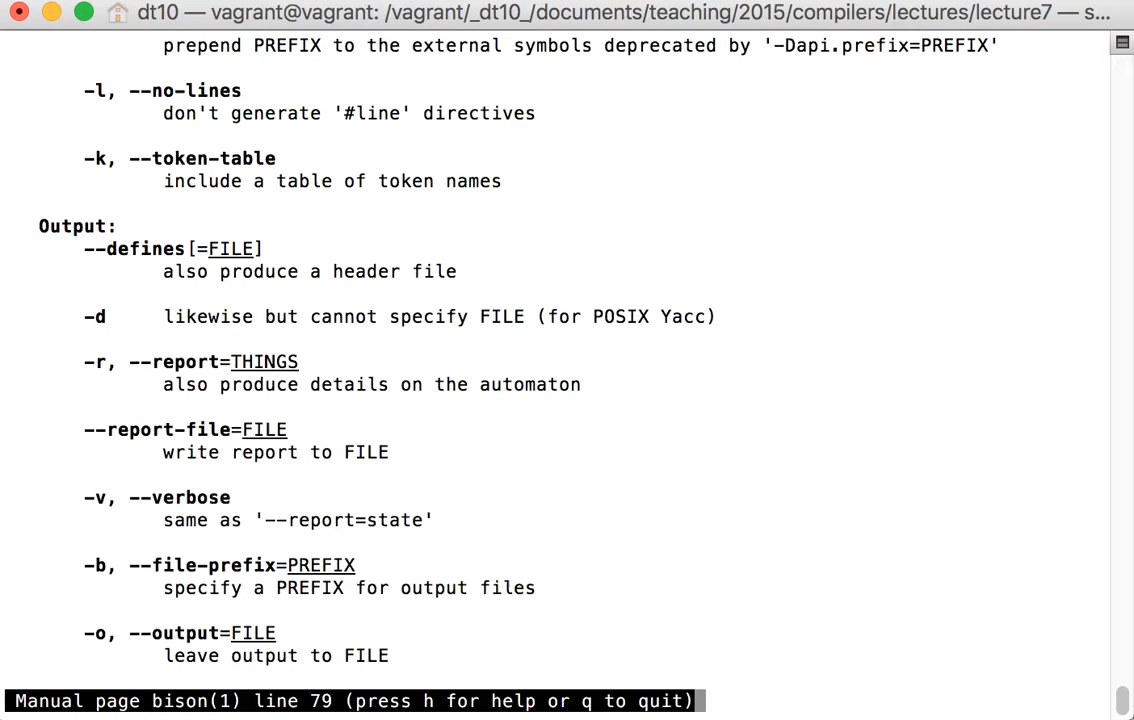 dt10 — vagrant@vagrant: /vagrant/_dt10_/documents/teaching/2015/compilers/lectures/lecture7 — s...
prepend PREFIX to the external symbols deprecated by '-Dapi.prefix=PREFIX'
-l, --no-lines
don't generate '#line' directives
-k, --token-table
include a table of token names
Output:
--defines[=FILE]
also produce a header file
-d likewise but cannot specify FILE (for POSIX Yacc)
-r, --report=THINGS
also produce details on the automaton
--report-file=FILE
write report to FILE
-v, --verbose
same as '--report=state'
-b, --file-prefix=PREFIX
specify a PREFIX for output files
-o, --output=FILE
leave output to FILE
Manual page bison(1) line 79 (press h for help or q to quit)